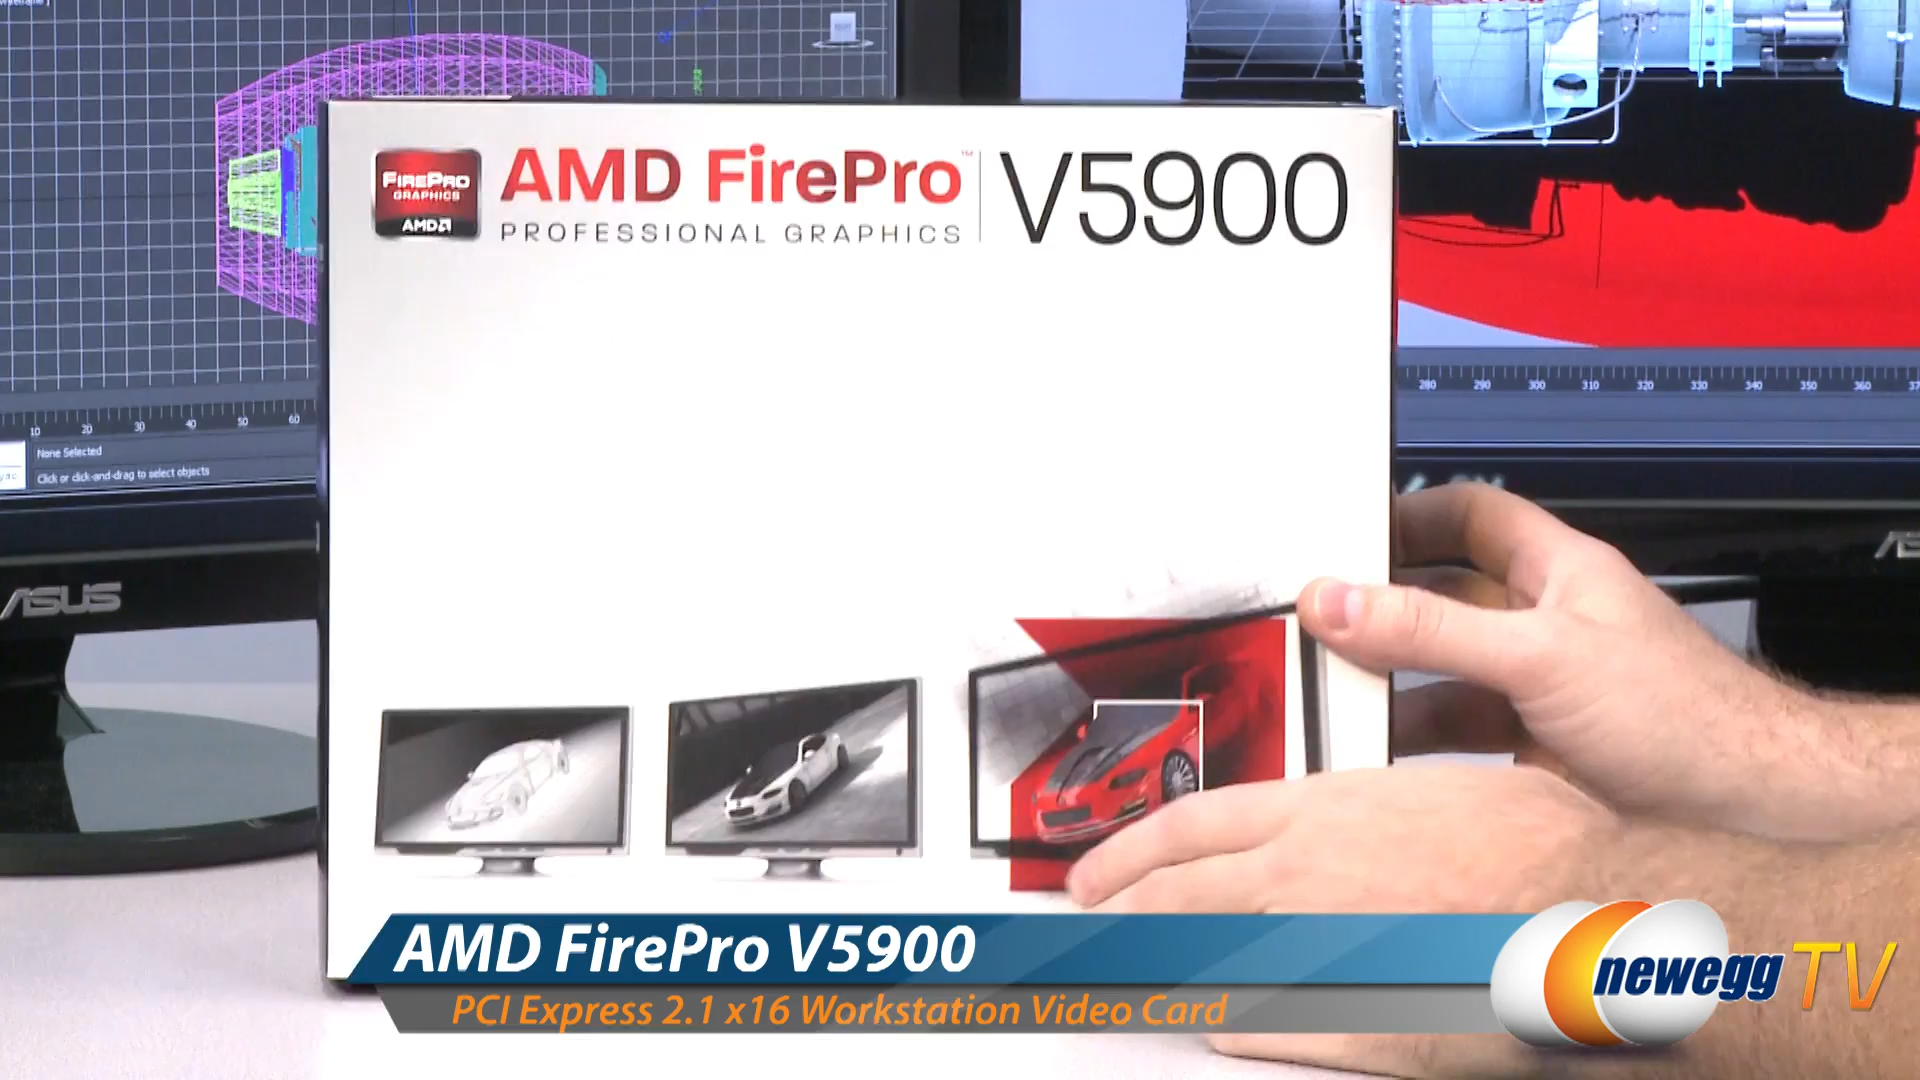 FIREPRO
GRAPHICS
AMD
AMD FirePro™
PROFESSIONAL GRAPHICS
V5900
280 290 300 310 320 330 340 350 360
10 20 30 40 50 60
None Selected
Click or click-and-drag to select objects
ASUS
AMD FirePro V5900
PCI Express 2.1 x16 Workstation Video Card
newegg TV